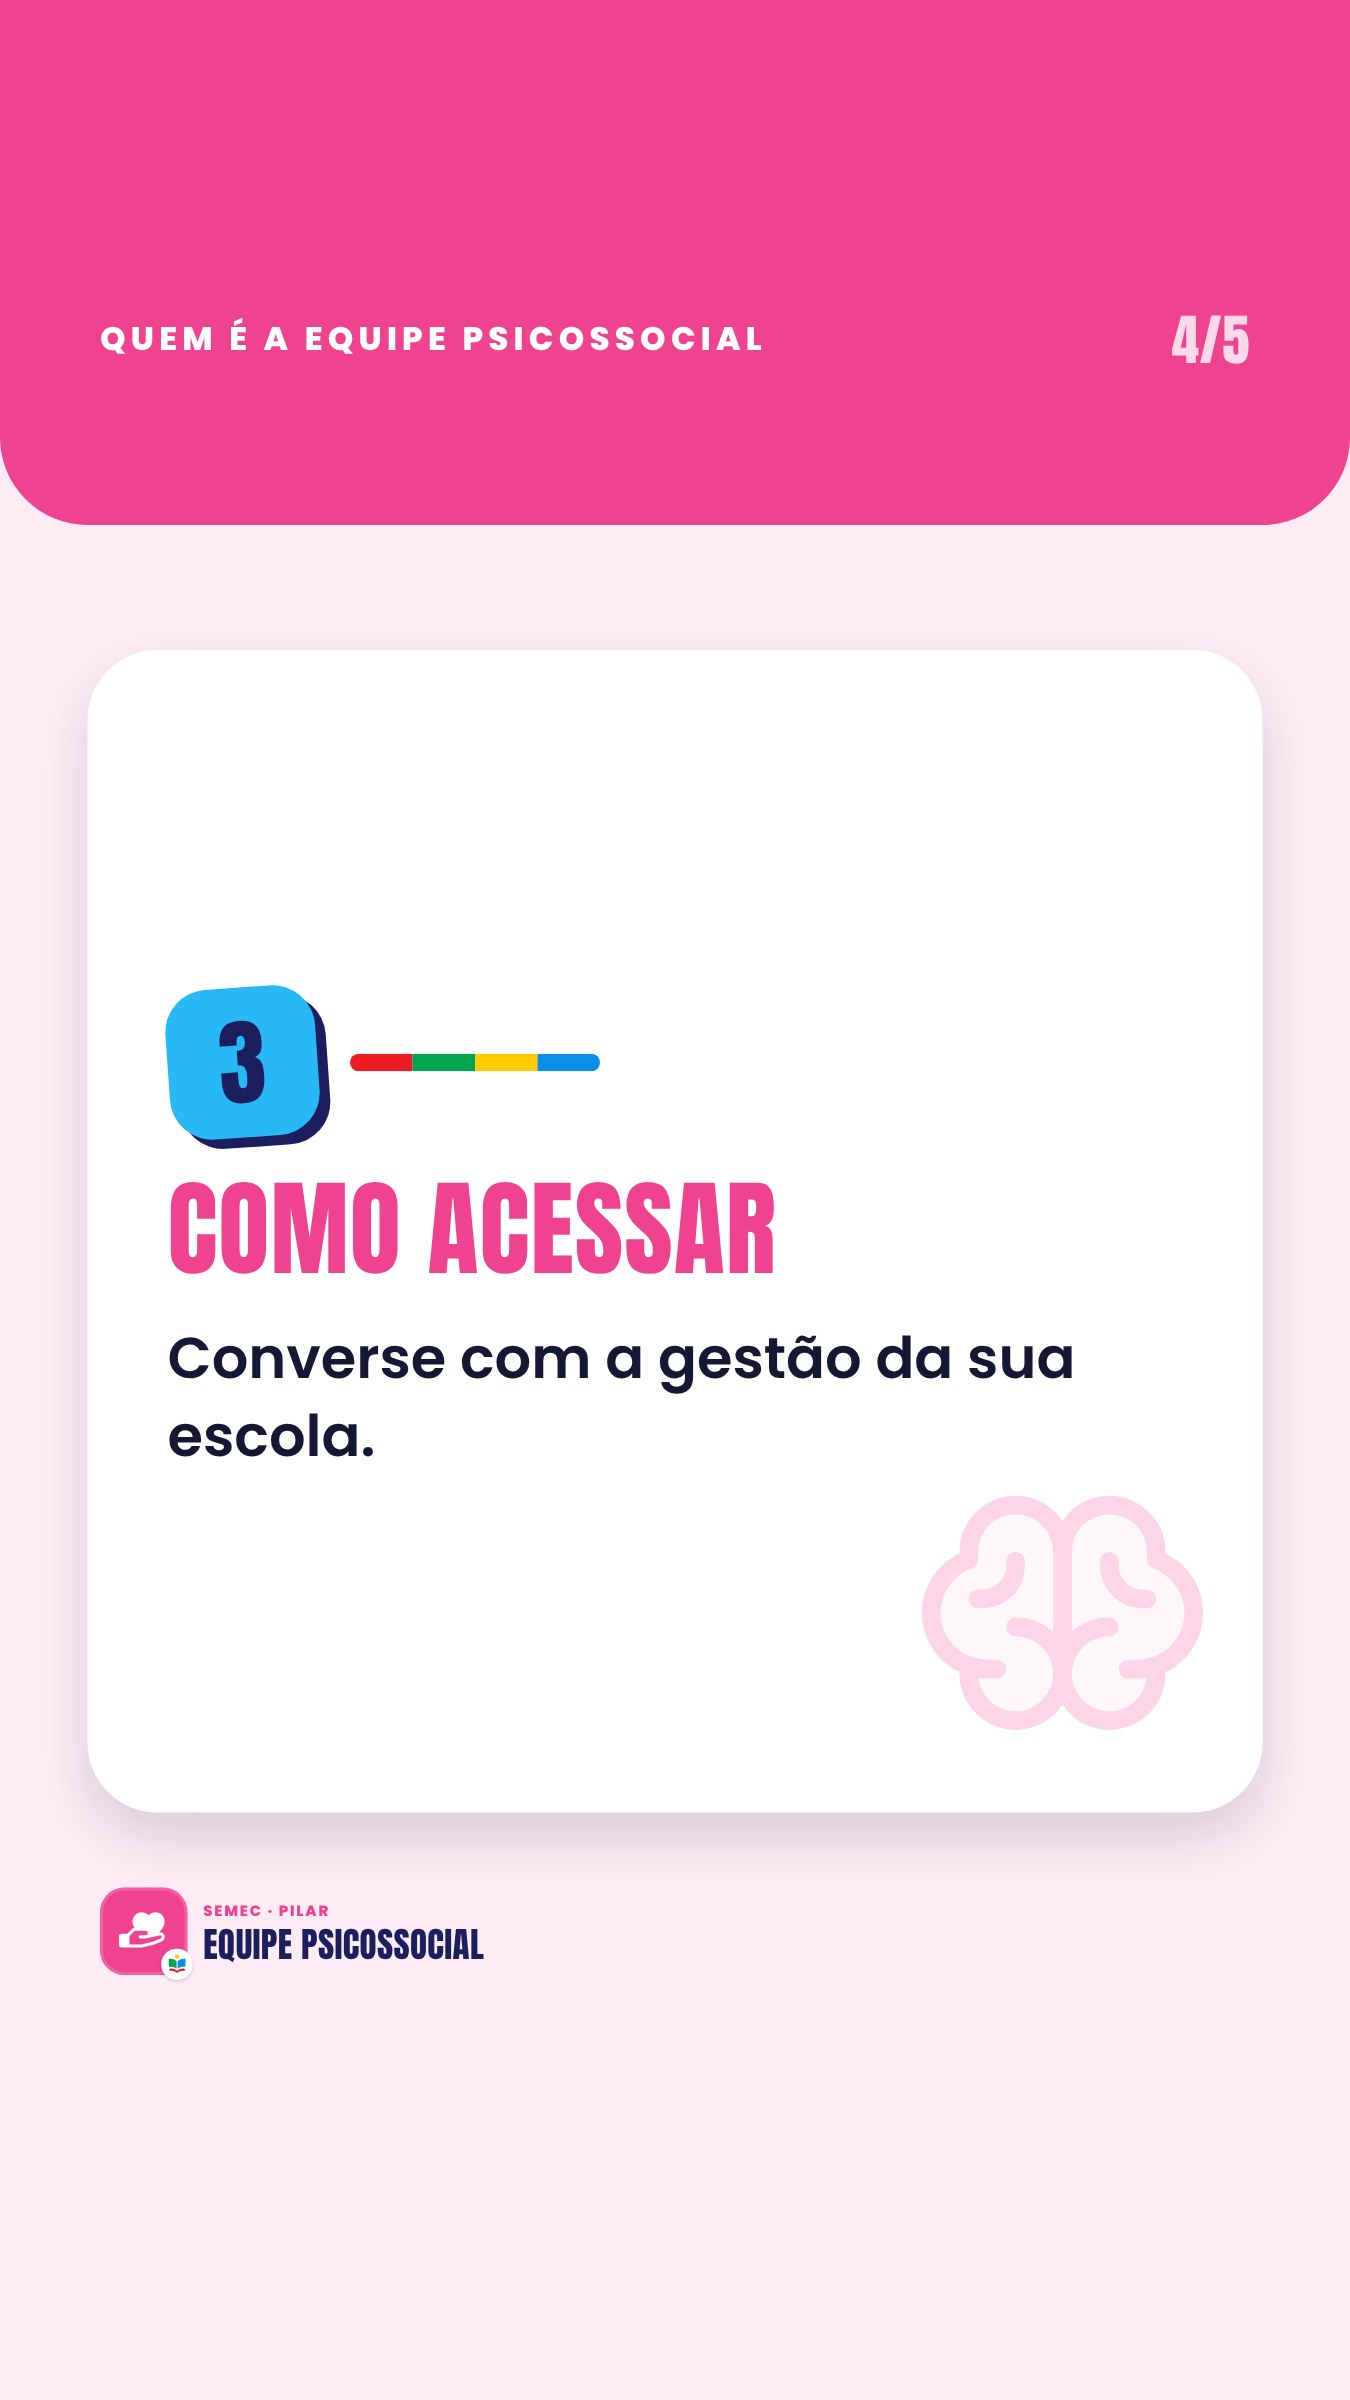 QUEM É A EQUIPE PSICOSSOCIAL
4/5
3
COMO ACESSAR
Converse com a gestão da sua
escola.
SEMEC · PILAR
EQUIPE PSICOSSOCIAL